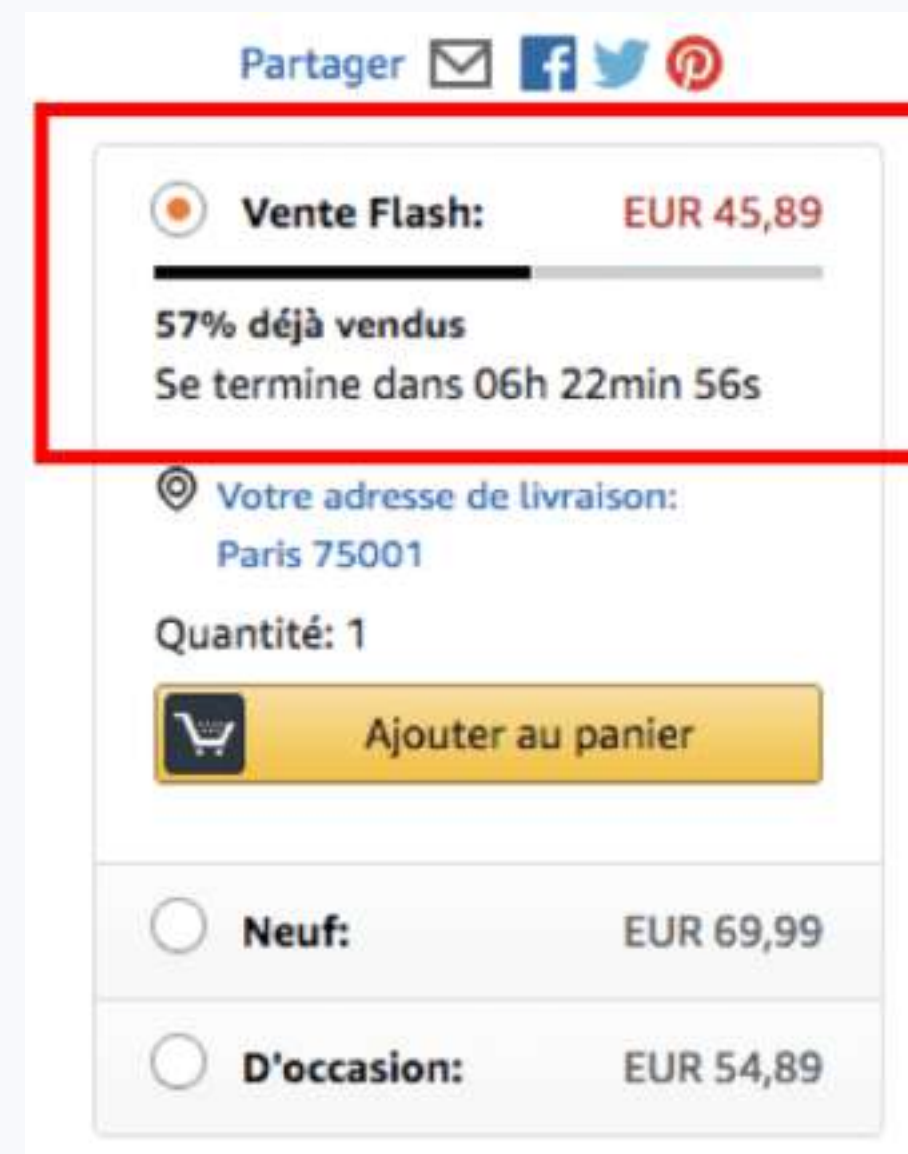 Partager
Vente Flash: EUR 45,89
57% déjà vendus
Se termine dans 06h 22min 56s
Votre adresse de livraison:
Paris 75001
Quantité: 1
Ajouter au panier
Neuf: EUR 69,99
D'occasion: EUR 54,89